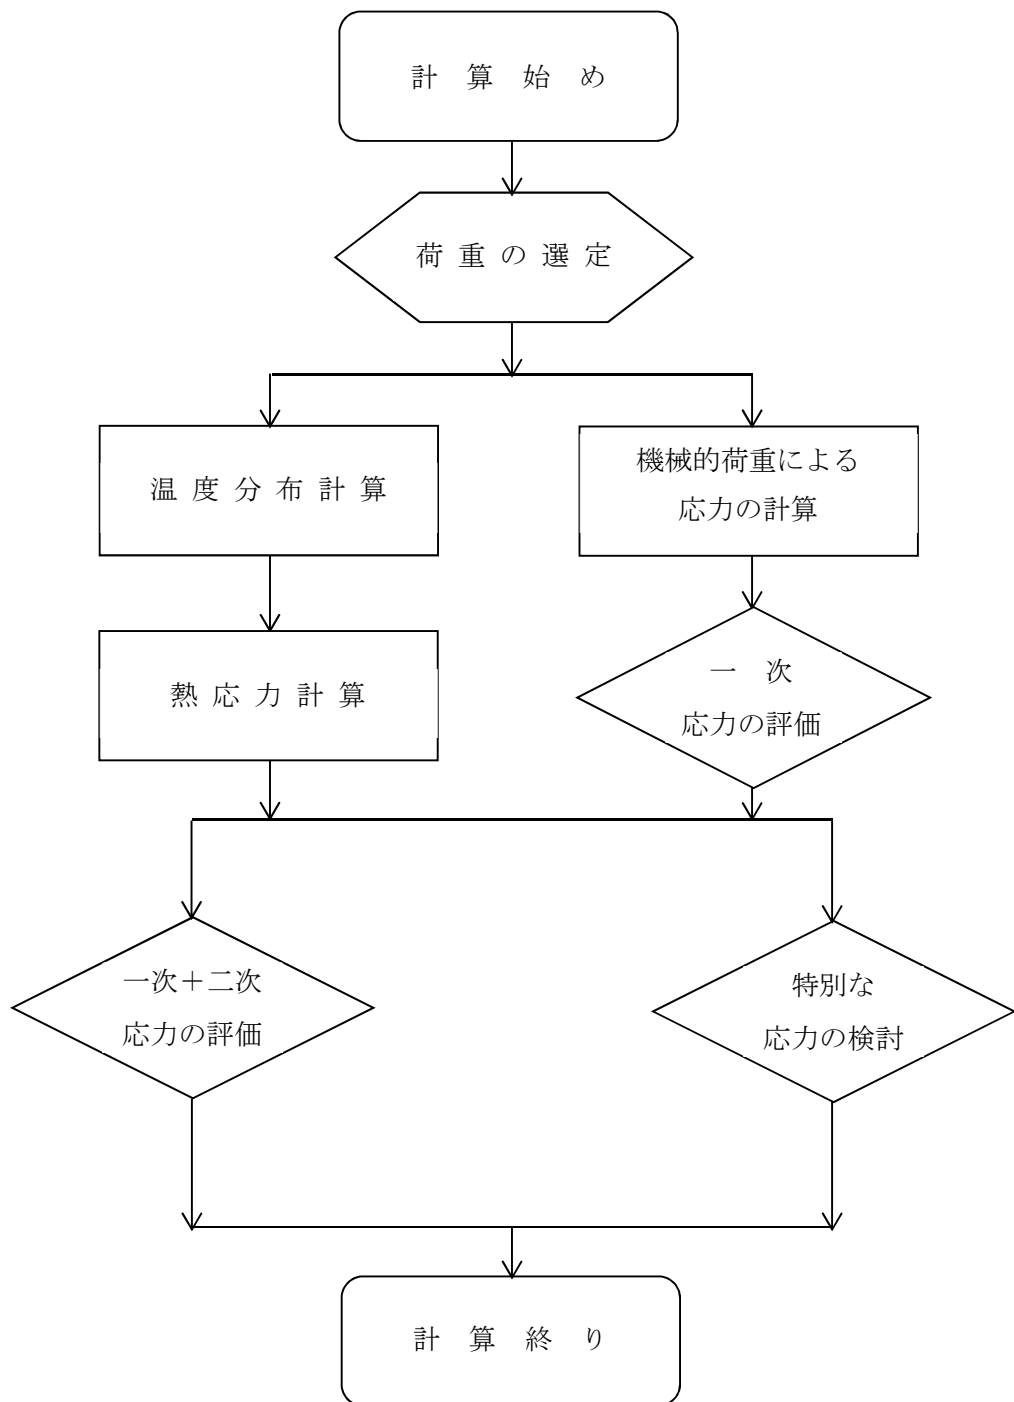 計算始め
荷重の選定
温度分布計算
機械的荷重による
応力の計算
熱応力計算
一次
応力の評価
一次+二次
応力の評価
特別な
応力の検討
計算終り